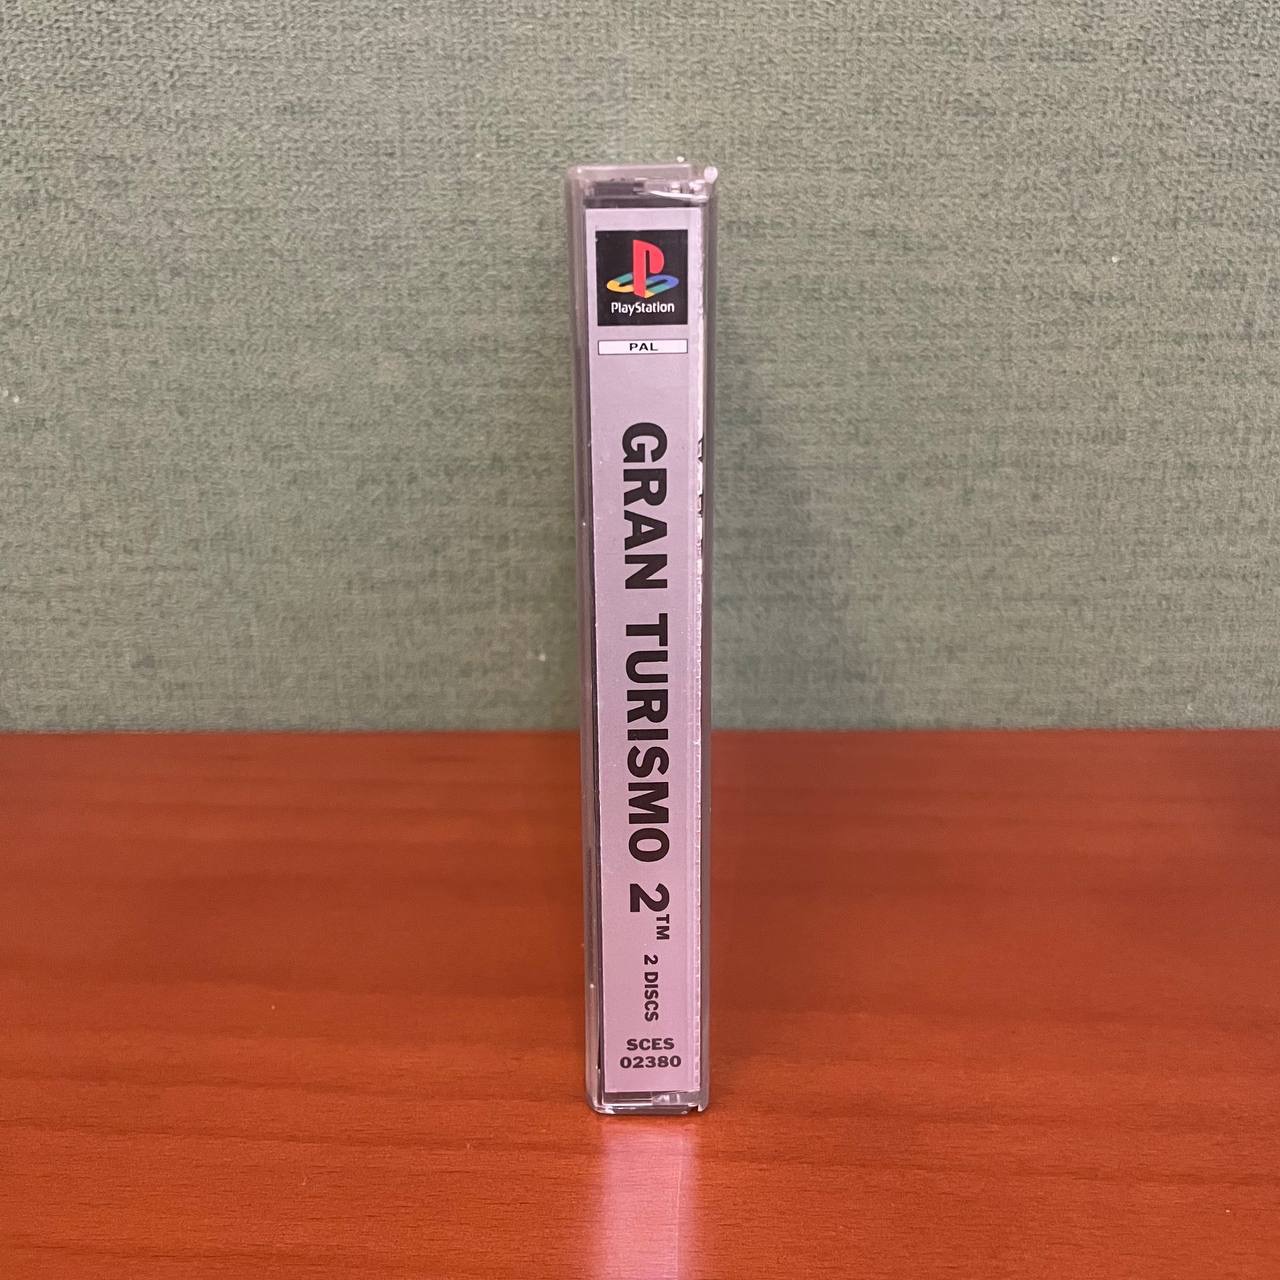 PlayStation
PAL
GRAN TURISMO 2™
2 DISCS
SCES
02380